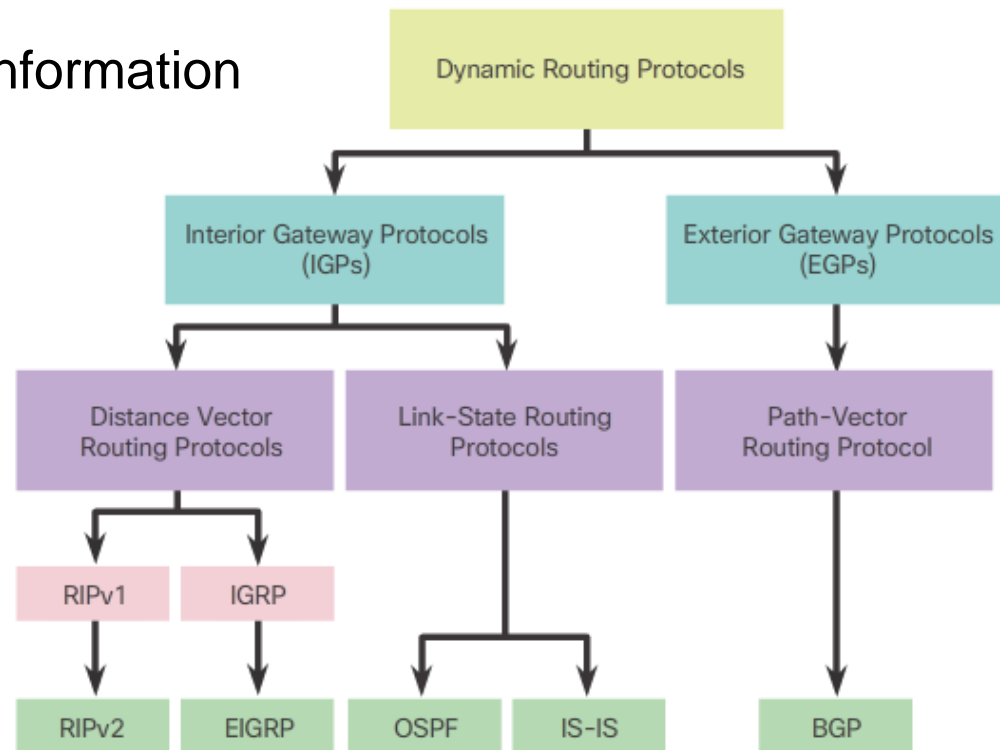 nformation
Dynamic Routing Protocols
Interior Gateway Protocols
(IGPs)
Exterior Gateway Protocols
(EGPs)
Distance Vector
Routing Protocols
Link-State Routing
Protocols
Path-Vector
Routing Protocol
RIPv1
IGRP
RIPv2
EIGRP
OSPF
IS-IS
BGP